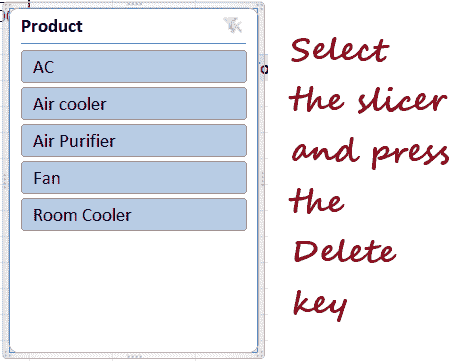 Product
AC
Air cooler
Air Purifier
Fan
Room Cooler
Select
the slicer
and press
the
Delete
key